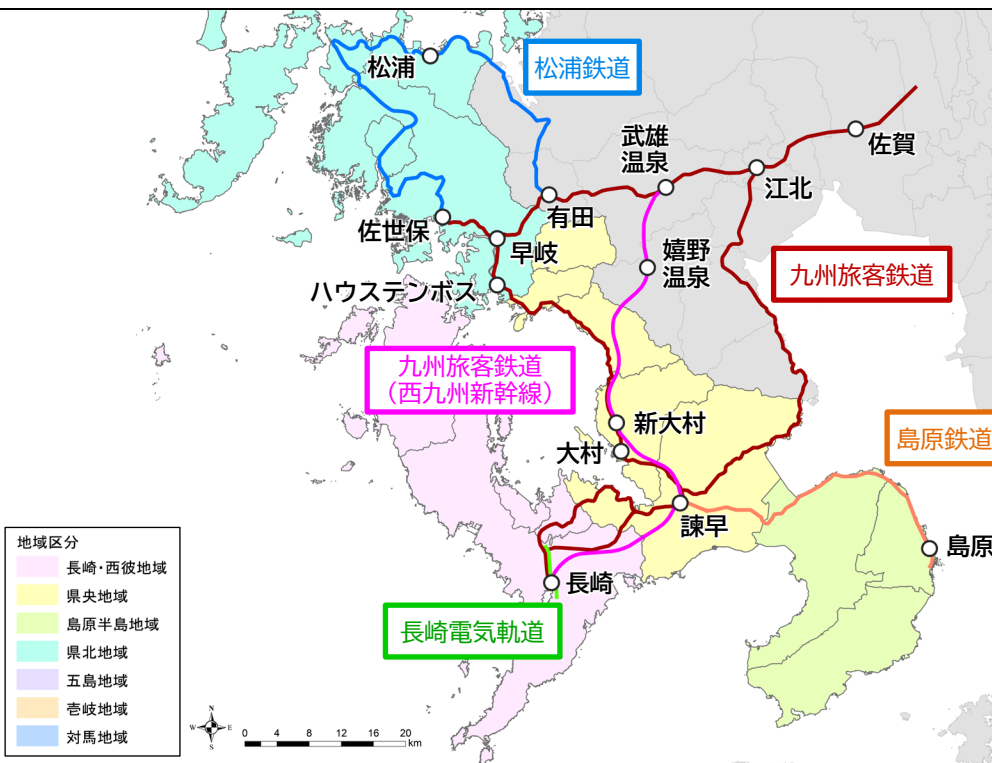 松浦
松浦鉄道
武雄
温泉
佐賀
江北
有田
佐世保
早岐
嬉野
温泉
ハウステンボス
九州旅客鉄道
九州旅客鉄道
（西九州新幹線）
新大村
大村
島原鉄道
諫早
島原
長崎
長崎電気軌道
地域区分
長崎・西彼地域
県央地域
島原半島地域
県北地域
五島地域
壱岐地域
対馬地域
N
W
E
S
0 4 8 12 16 20
km